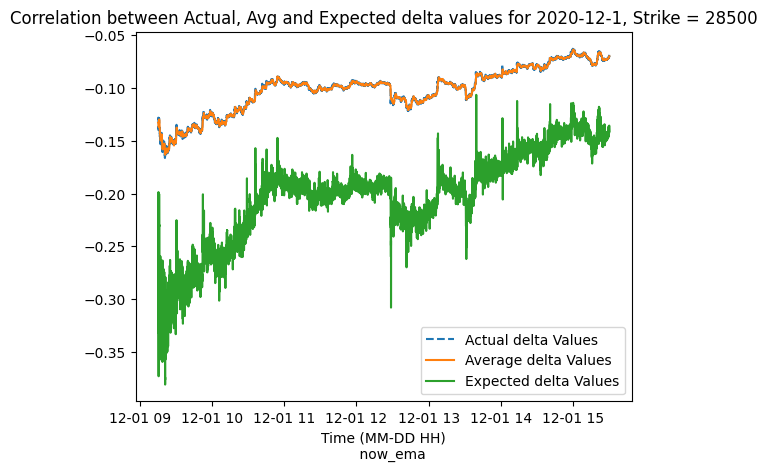 Correlation between Actual, Avg and Expected delta values for 2020-12-1, Strike = 28500
−0.05
−0.10
−0.15
−0.20
−0.25
−0.30
−0.35
Actual delta Values
Average delta Values
Expected delta Values
12-01 09 12-01 10 12-01 11 12-01 12 12-01 13 12-01 14 12-01 15
Time (MM-DD HH)
now_ema